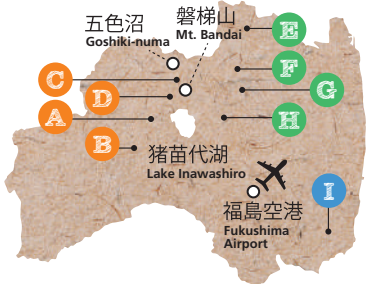 五色沼
Goshiki-numa
磐梯山
Mt. Bandai
E
F
C
G
D
A
H
B
猪苗代湖
Lake Inawashiro
I
福島空港
Fukushima
Airport